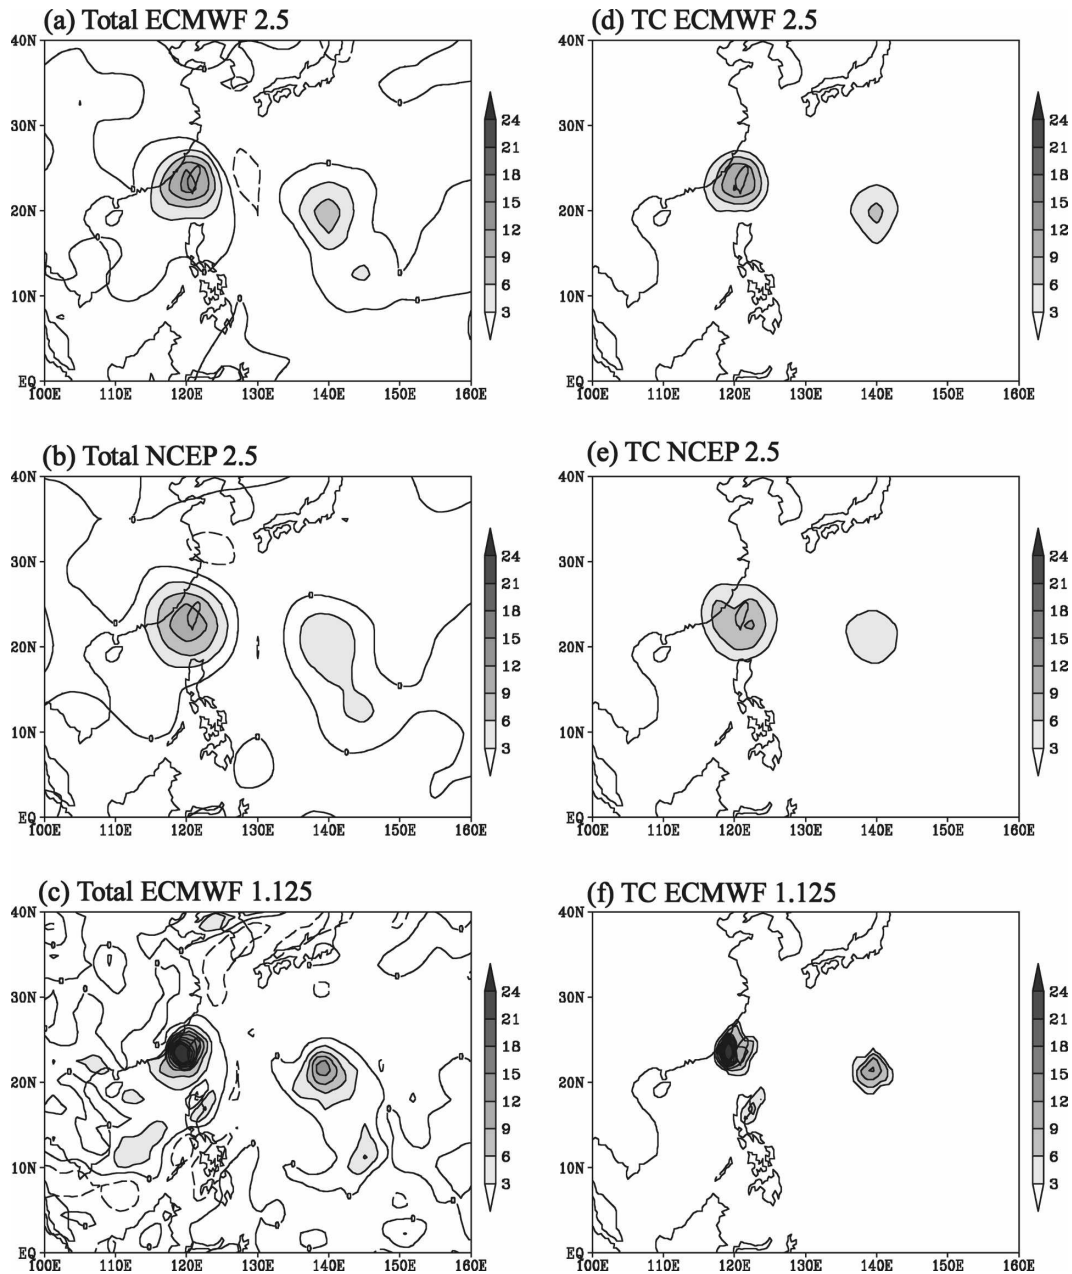 (a) Total ECMWF 2.5
40N
30N
20N
10N
EQ
100E 110E 120E 130E 140E 150E 160E
24
21
18
15
12
9
6
3
(d) TC ECMWF 2.5
40N
30N
20N
10N
EQ
100E 110E 120E 130E 140E 150E 160E
24
21
18
15
12
9
6
3
(b) Total NCEP 2.5
40N
30N
20N
10N
EQ
100E 110E 120E 130E 140E 150E 160E
24
21
18
15
12
9
6
3
(e) TC NCEP 2.5
40N
30N
20N
10N
EQ
100E 110E 120E 130E 140E 150E 160E
24
21
18
15
12
9
6
3
(c) Total ECMWF 1.125
40N
30N
20N
10N
EQ
100E 110E 120E 130E 140E 150E 160E
24
21
18
15
12
9
6
3
(f) TC ECMWF 1.125
40N
30N
20N
10N
EQ
100E 110E 120E 130E 140E 150E 160E
24
21
18
15
12
9
6
3